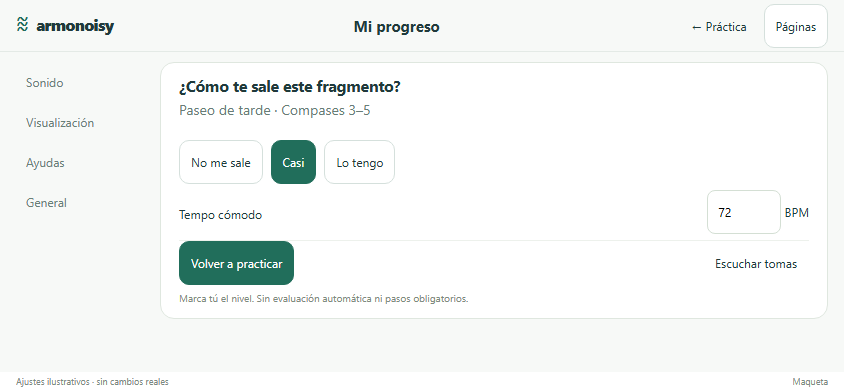 armonoisy
Mi progreso
← Práctica
Páginas
Sonido
Visualización
Ayudas
General
¿Cómo te sale este fragmento?
Paseo de tarde · Compases 3–5
No me sale
Casi
Lo tengo
Tempo cómodo
72
BPM
Volver a practicar
Escuchar tomas
Marca tú el nivel. Sin evaluación automática ni pasos obligatorios.
Ajustes ilustrativos · sin cambios reales
Maqueta